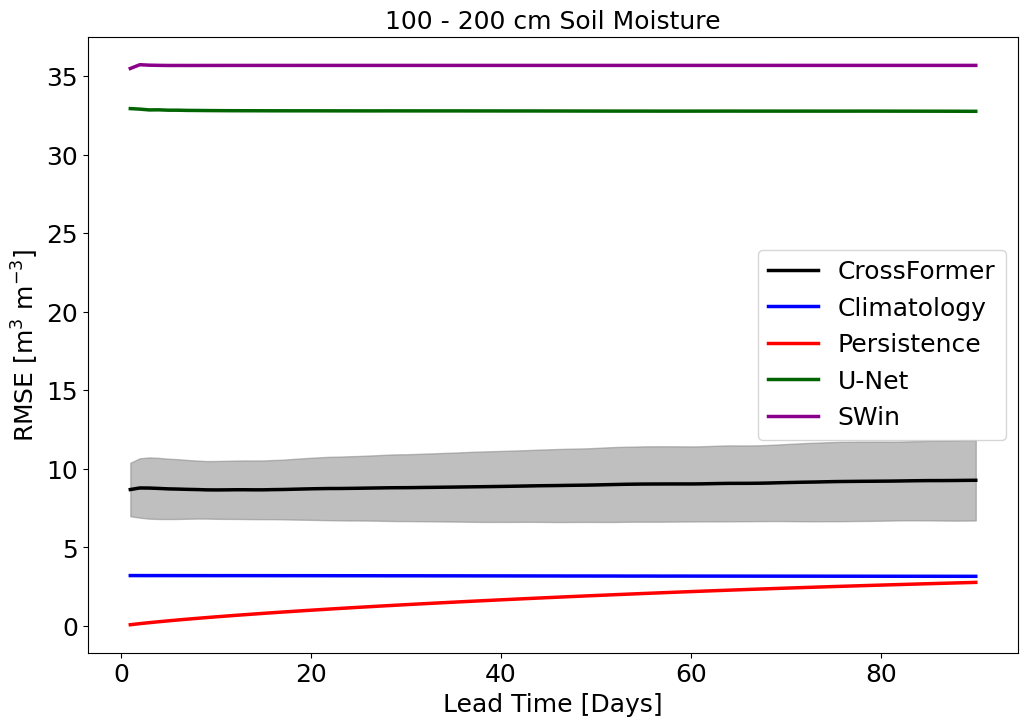 100 - 200 cm Soil Moisture
RMSE [m³ m⁻³]
35
30
25
20
15
10
5
0
CrossFormer
Climatology
Persistence
U-Net
SWin
0 20 40 60 80
Lead Time [Days]